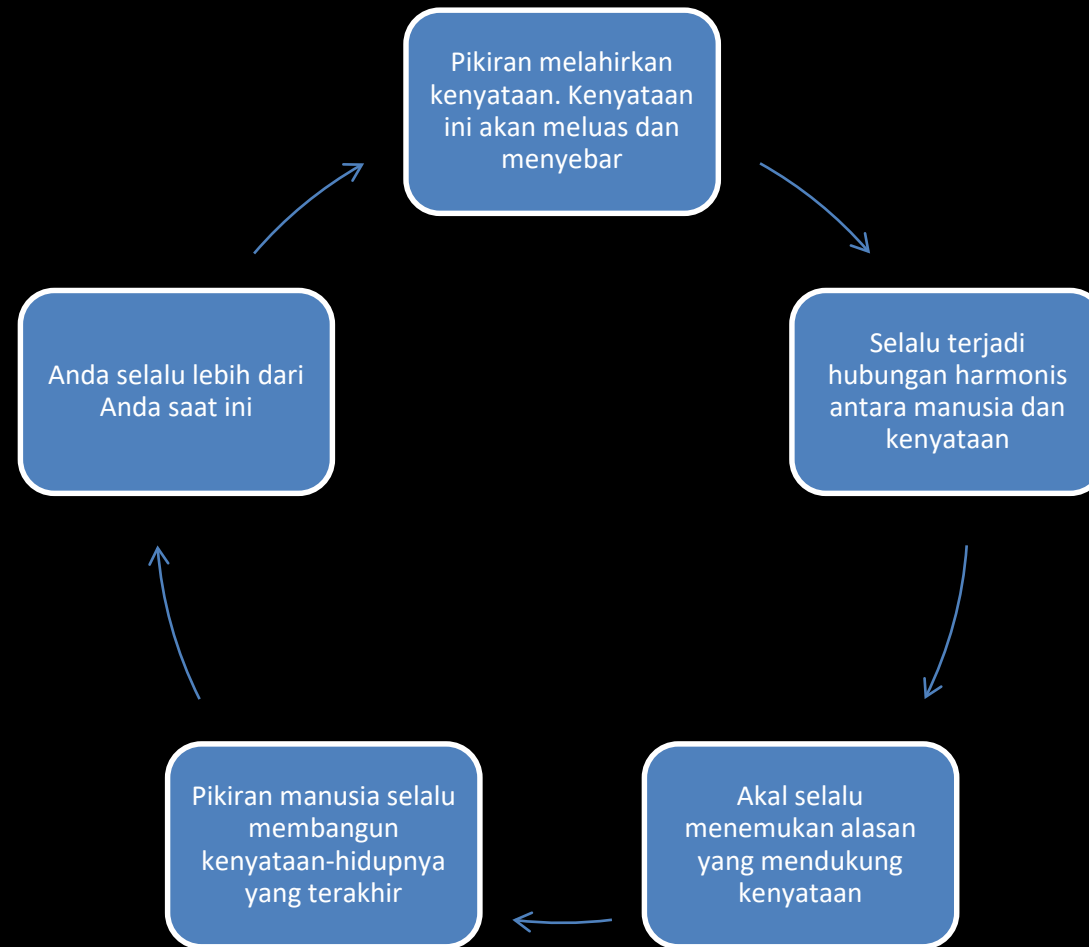 Pikiran melahirkan
kenyataan. Kenyataan
ini akan meluas dan
menyebar
Selalu terjadi
hubungan harmonis
antara manusia dan
kenyataan
Akal selalu
menemukan alasan
yang mendukung
kenyataan
Pikiran manusia selalu
membangun
kenyataan-hidupnya
yang terakhir
Anda selalu lebih dari
Anda saat ini